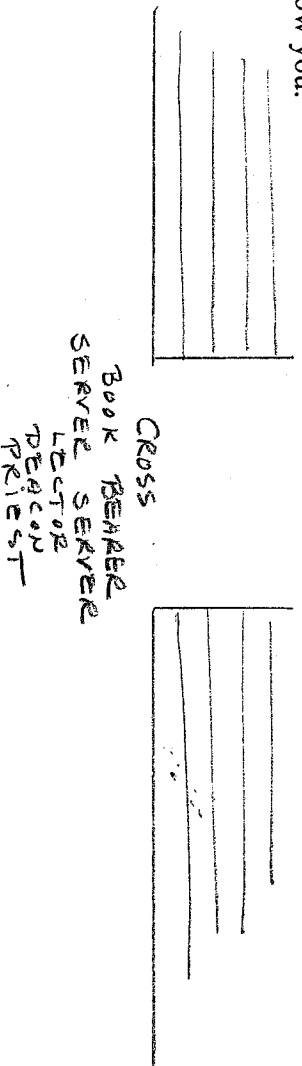 ow you.
CROSS
BOOK BEARER
SERVER SERVER
LECTOR
DEACON
PRIEST